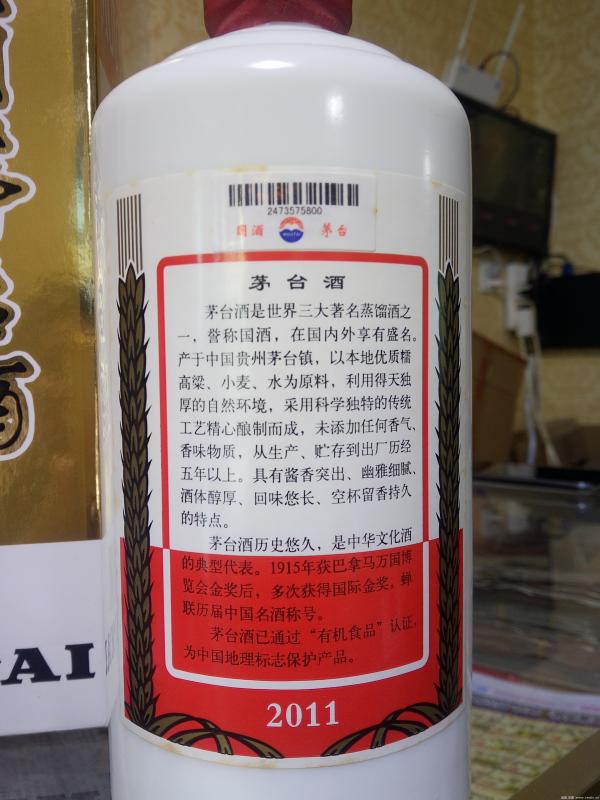 2473575800
国酒 茅台
茅台酒
茅台酒是世界三大著名蒸馏酒之
一，誉称国酒，在国内外享有盛名。
产于中国贵州茅台镇，以本地优质糯
高粱、小麦、水为原料，利用得天独
厚的自然环境，采用科学独特的传统
工艺精心酿制而成，未添加任何香气、
香味物质，从生产、贮存到出厂历经
五年以上。具有酱香突出、幽雅细腻、
酒体醇厚、回味悠长、空杯留香持久
的特点。
茅台酒历史悠久，是中华文化酒
的典型代表。1915年获巴拿马万国博
览会金奖后，多次获得国际金奖，蝉
联历届中国名酒称号。
茅台酒已通过“有机食品”认证，
为中国地理标志保护产品。
2011
AI
酒